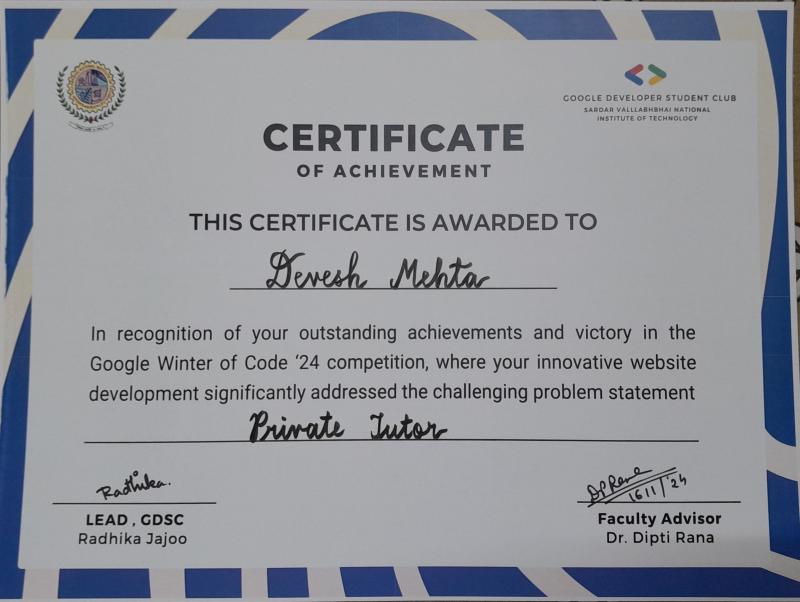 GOOGLE DEVELOPER STUDENT CLUB
SARDAR VALLLABHBHAI NATIONAL
INSTITUTE OF TECHNOLOGY
CERTIFICATE
OF ACHIEVEMENT
THIS CERTIFICATE IS AWARDED TO
Devesh Mehta
In recognition of your outstanding achievements and victory in the
Google Winter of Code ‘24 competition, where your innovative website
development significantly addressed the challenging problem statement
Private Tutor
Radhika.
LEAD , GDSC
Radhika Jajoo
DPRana
16/1/'24
Faculty Advisor
Dr. Dipti Rana